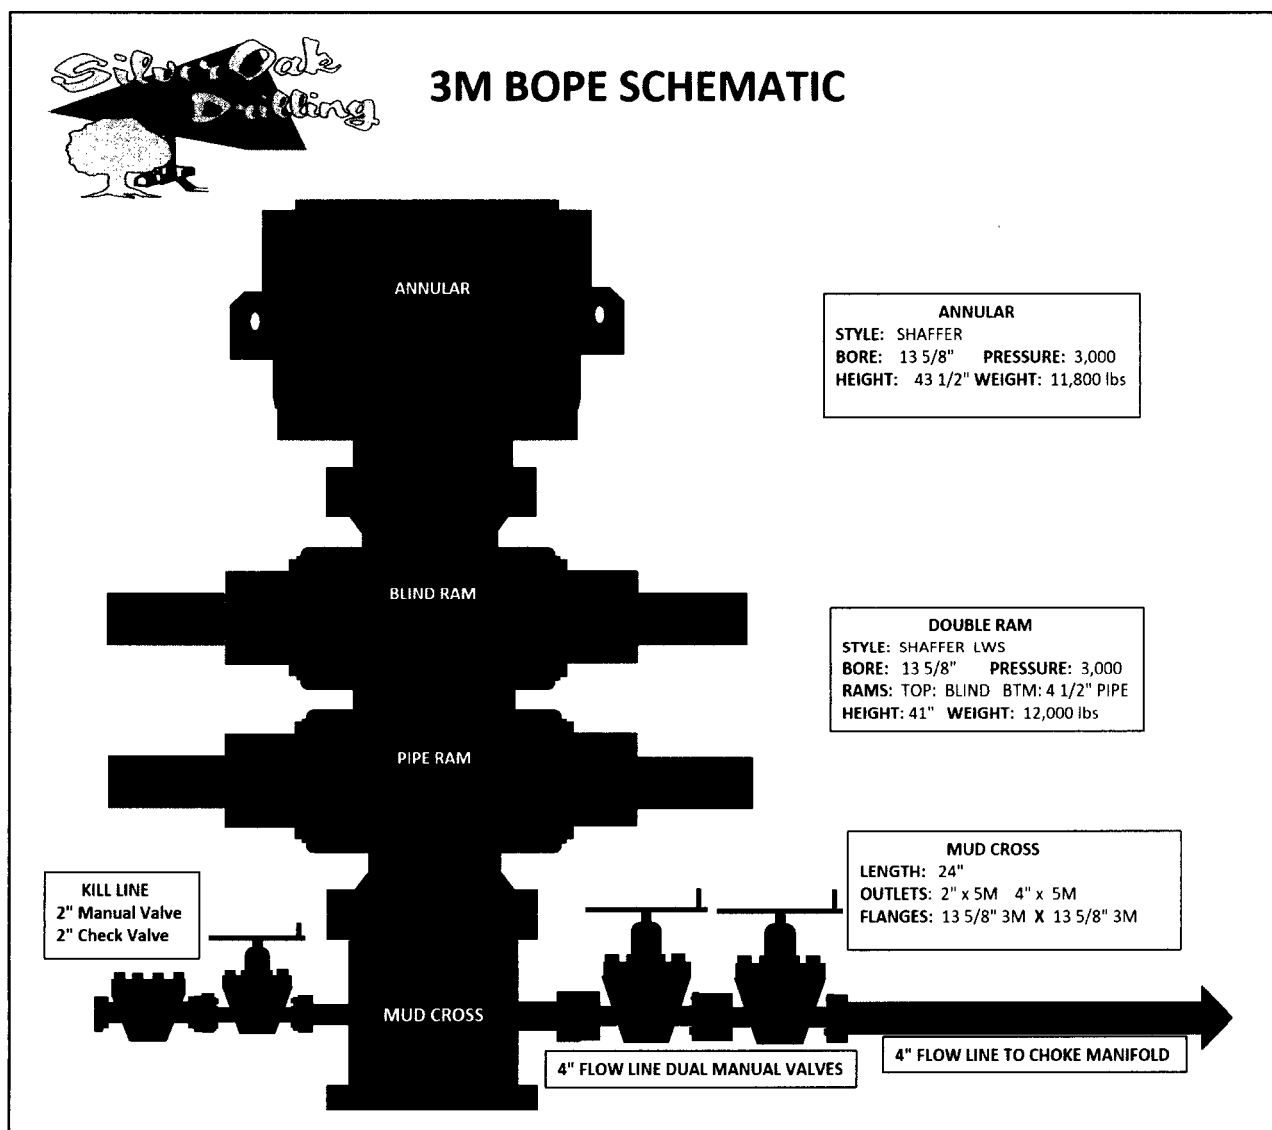 Silver Oak
Drilling
3M BOPE SCHEMATIC
ANNULAR
ANNULAR
STYLE: SHAFFER
BORE: 13 5/8" PRESSURE: 3,000
HEIGHT: 43 1/2" WEIGHT: 11,800 lbs
BLIND RAM
DOUBLE RAM
STYLE: SHAFFER LWS
BORE: 13 5/8" PRESSURE: 3,000
RAMS: TOP: BLIND BTM: 4 1/2" PIPE
HEIGHT: 41" WEIGHT: 12,000 lbs
PIPE RAM
MUD CROSS
LENGTH: 24"
OUTLETS: 2" x 5M 4" x 5M
FLANGES: 13 5/8" 3M X 13 5/8" 3M
KILL LINE
2" Manual Valve
2" Check Valve
MUD CROSS
4" FLOW LINE DUAL MANUAL VALVES
4" FLOW LINE TO CHOKE MANIFOLD